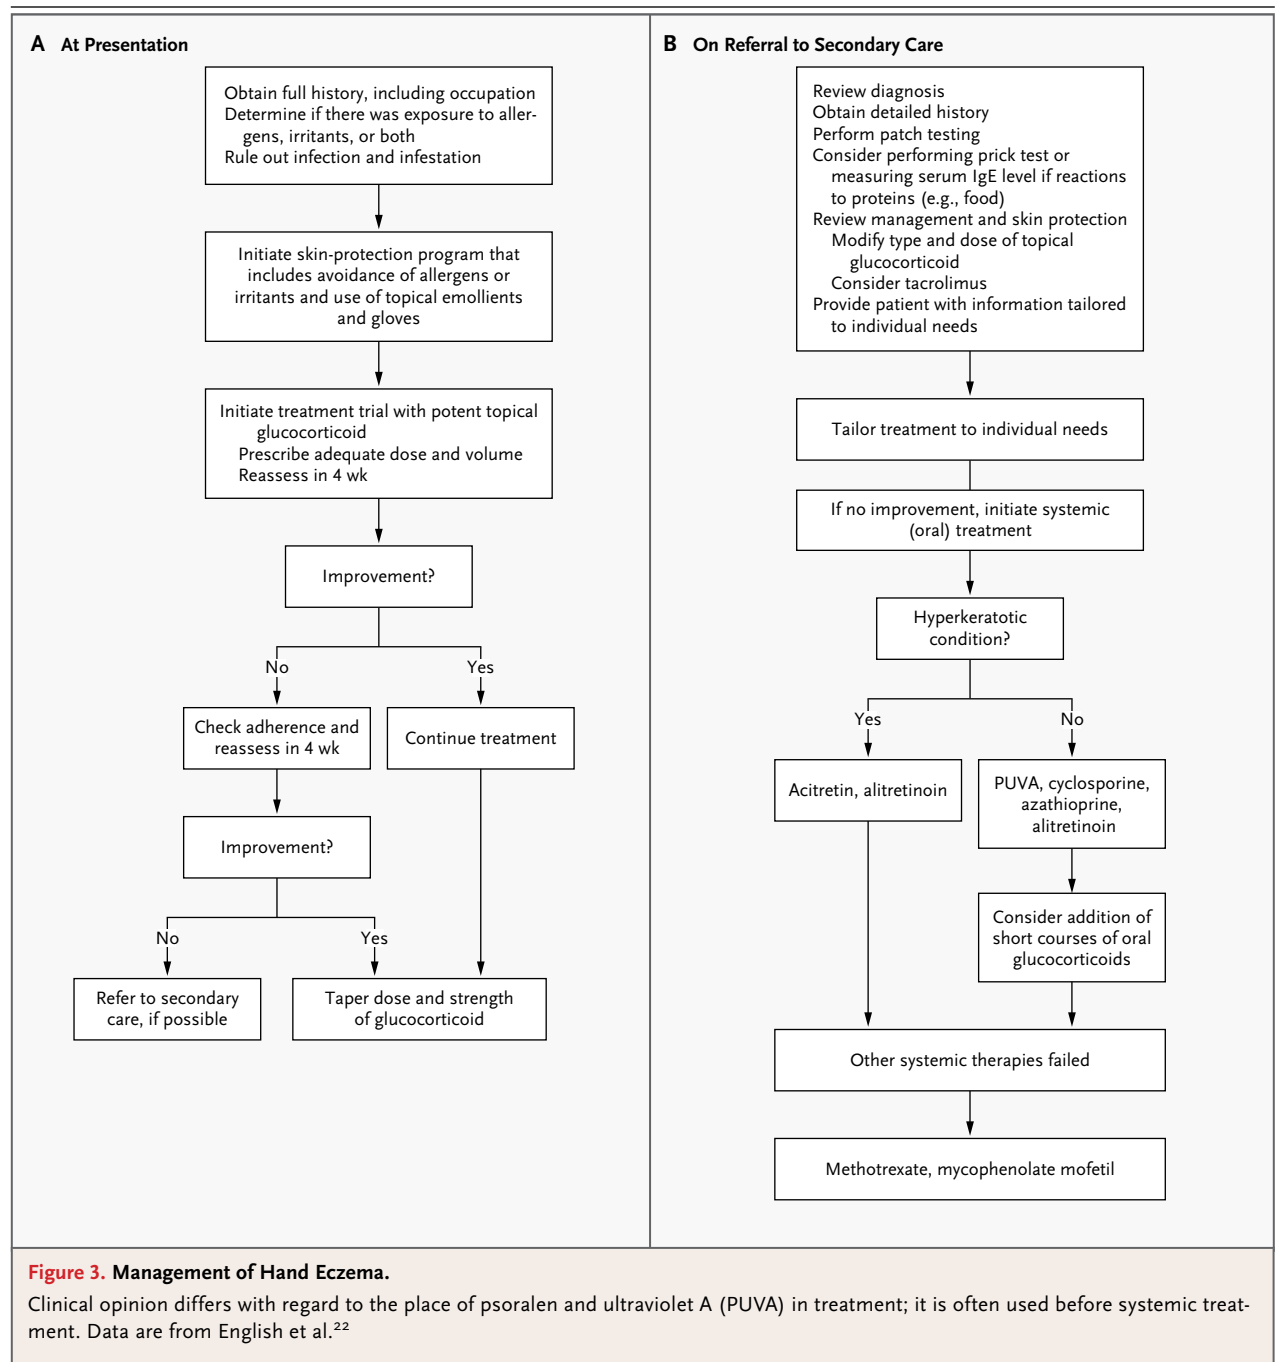 A At Presentation
Obtain full history, including occupation
Determine if there was exposure to aller-
gens, irritants, or both
Rule out infection and infestation
Initiate skin-protection program that
includes avoidance of allergens or
irritants and use of topical emollients
and gloves
Initiate treatment trial with potent topical
glucocorticoid
Prescribe adequate dose and volume
Reassess in 4 wk
Improvement?
No
Yes
Check adherence and
reassess in 4 wk
Continue treatment
Improvement?
No
Yes
Refer to secondary
care, if possible
Taper dose and strength
of glucocorticoid
B On Referral to Secondary Care
Review diagnosis
Obtain detailed history
Perform patch testing
Consider performing prick test or
measuring serum IgE level if reactions
to proteins (e.g., food)
Review management and skin protection
Modify type and dose of topical
glucocorticoid
Consider tacrolimus
Provide patient with information tailored
to individual needs
Tailor treatment to individual needs
If no improvement, initiate systemic
(oral) treatment
Hyperkeratotic
condition?
Yes
No
Acitretin, alitretinoin
PUVA, cyclosporine,
azathioprine,
alitretinoin
Consider addition of
short courses of oral
glucocorticoids
Other systemic therapies failed
Methotrexate, mycophenolate mofetil
Figure 3. Management of Hand Eczema.
Clinical opinion differs with regard to the place of psoralen and ultraviolet A (PUVA) in treatment; it is often used before systemic treat-
ment. Data are from English et al.²²